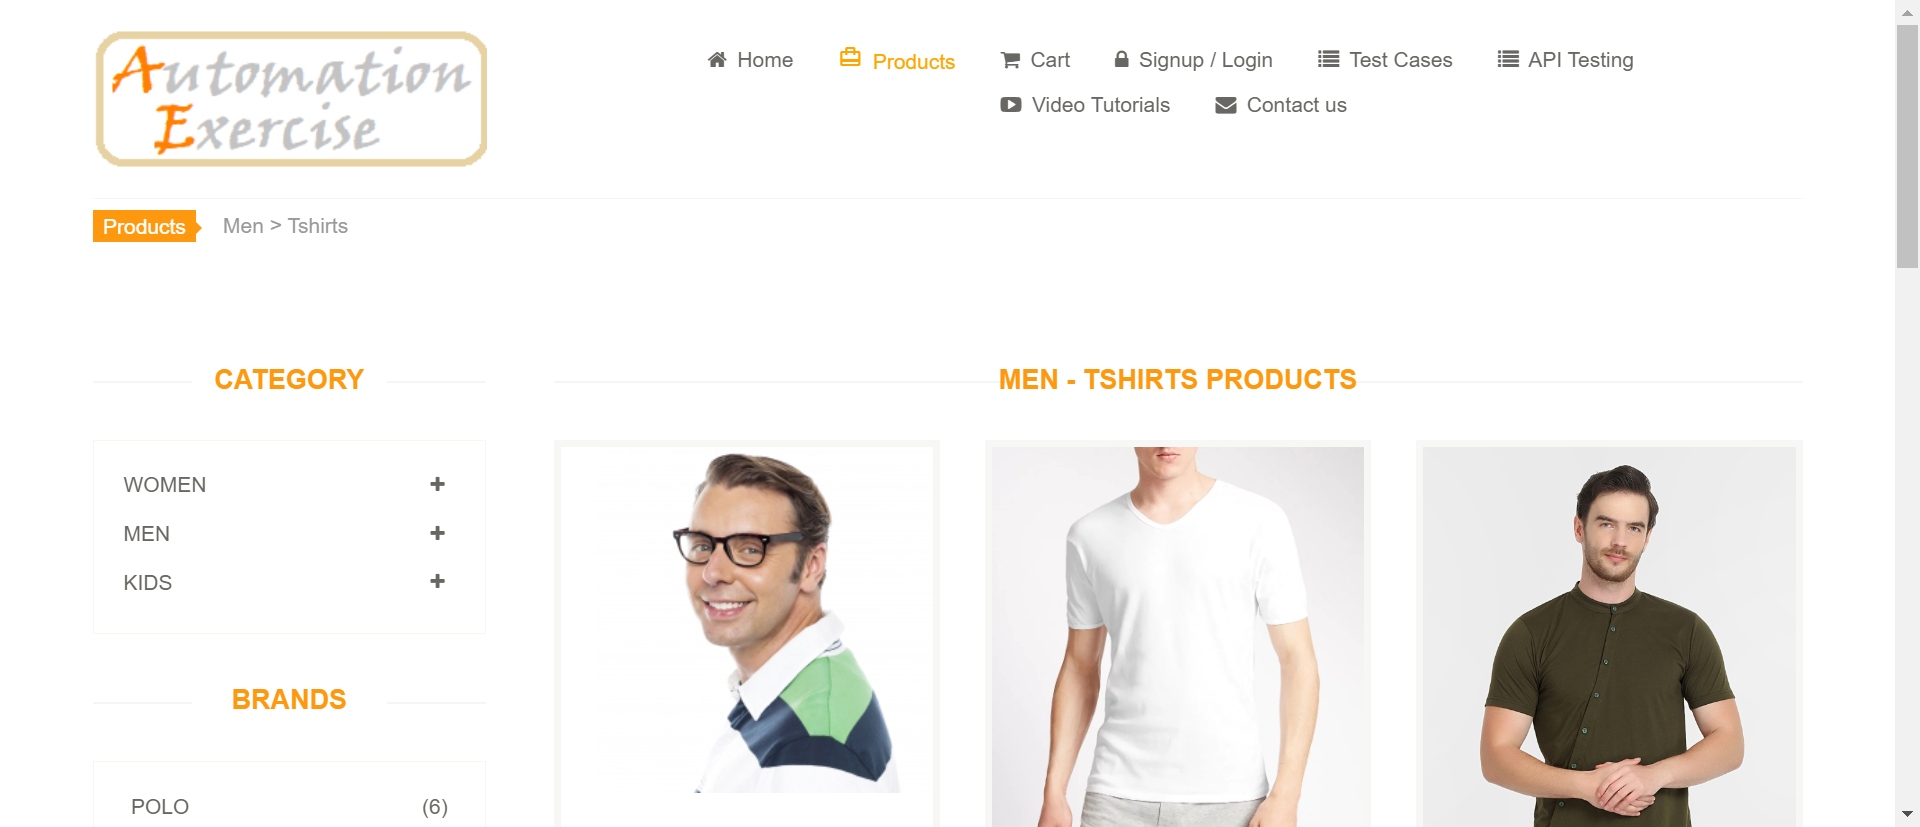 Automation
Exercise
Home
Products
Cart
Signup / Login
Test Cases
API Testing
Video Tutorials
Contact us
Products
Men > Tshirts
CATEGORY
WOMEN
MEN
KIDS
BRANDS
POLO (6)
MEN - TSHIRTS PRODUCTS